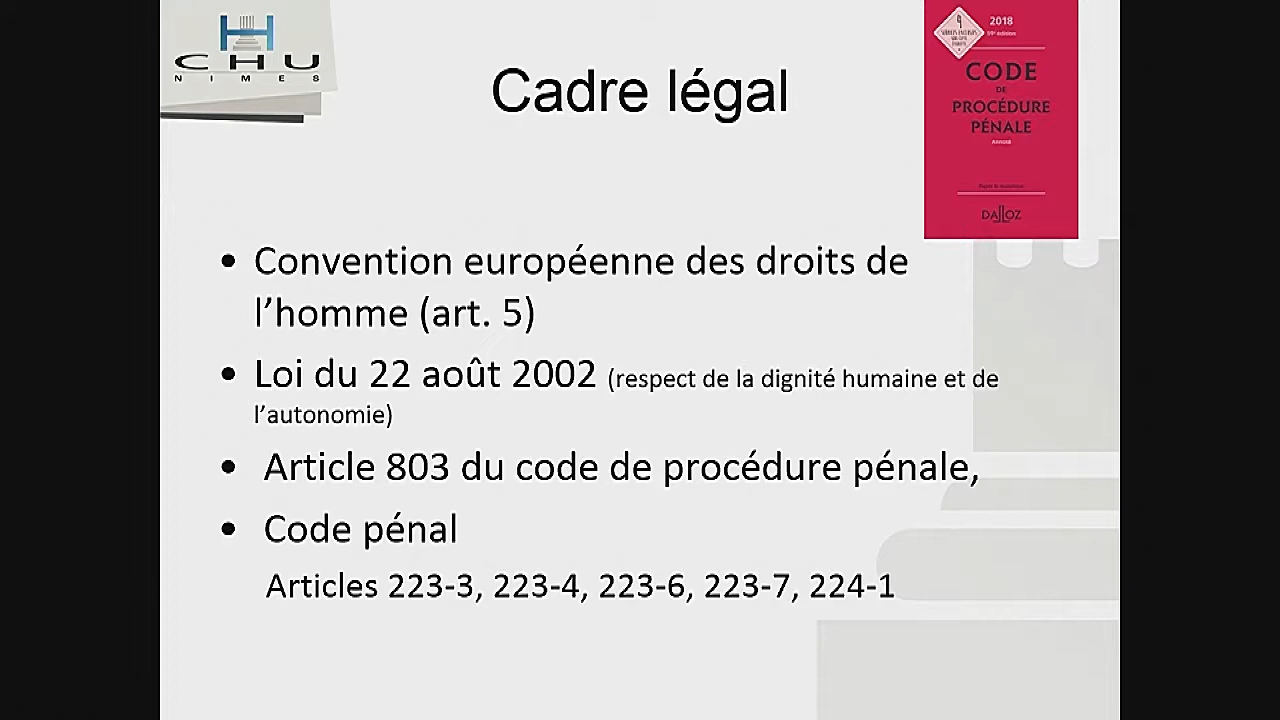 CHU
NIMES
Cadre légal
2018
CODE
DE
PROCÉDURE
PÉNALE
ANNOTÉ
DALLOZ
• Convention européenne des droits de
l’homme (art. 5)
• Loi du 22 août 2002 (respect de la dignité humaine et de
l’autonomie)
• Article 803 du code de procédure pénale,
• Code pénal
Articles 223-3, 223-4, 223-6, 223-7, 224-1